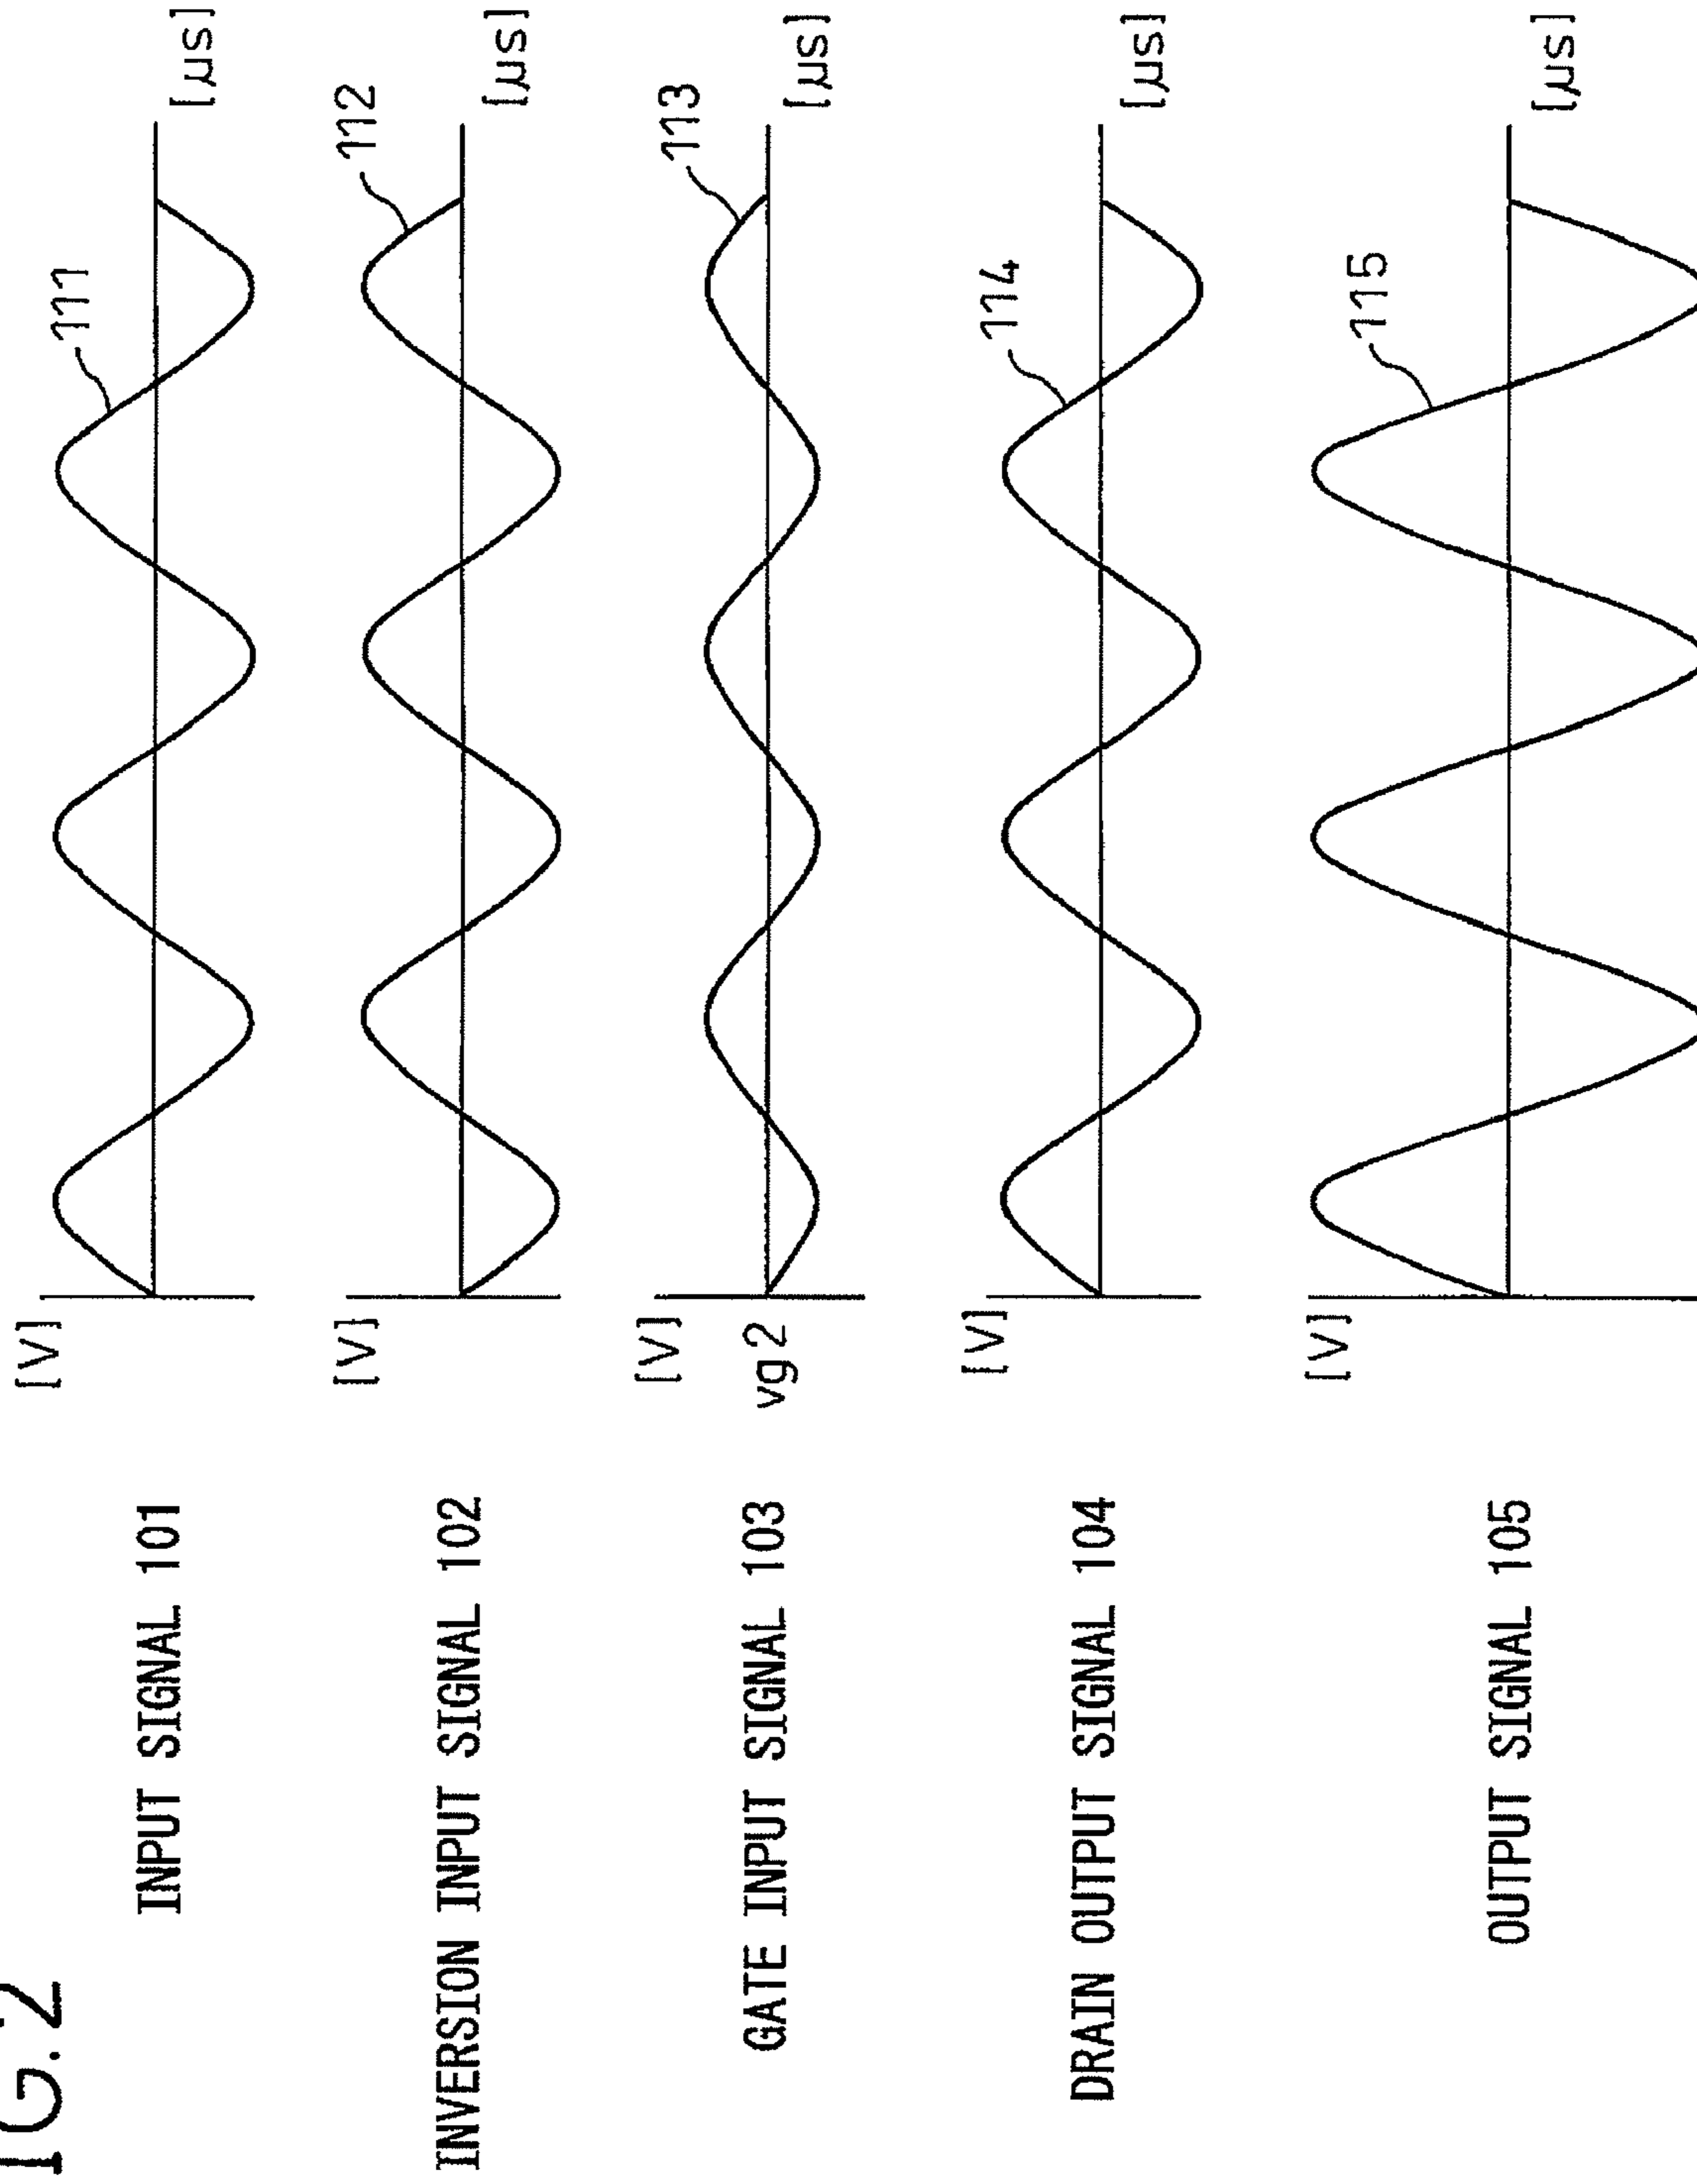 IG.2
INPUT SIGNAL 101
[V]
111
[μs]
INVERSION INPUT SIGNAL 102
[V]
112
[μs]
GATE INPUT SIGNAL 103
[V]
vg2
113
[μs]
DRAIN OUTPUT SIGNAL 104
[V]
114
[μs]
OUTPUT SIGNAL 105
[V]
115
[μs]